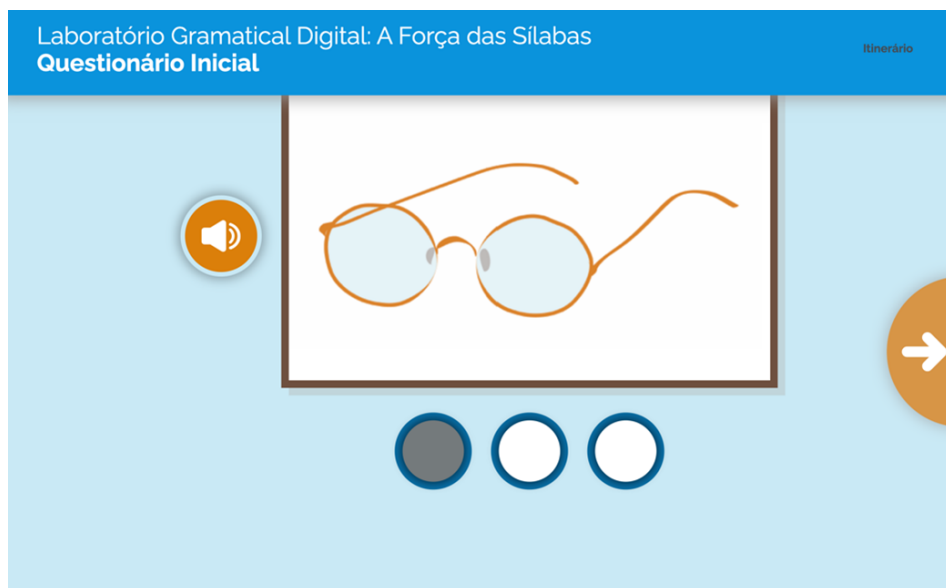 Laboratório Gramatical Digital: A Força das Sílabas
Questionário Inicial
Itinerário